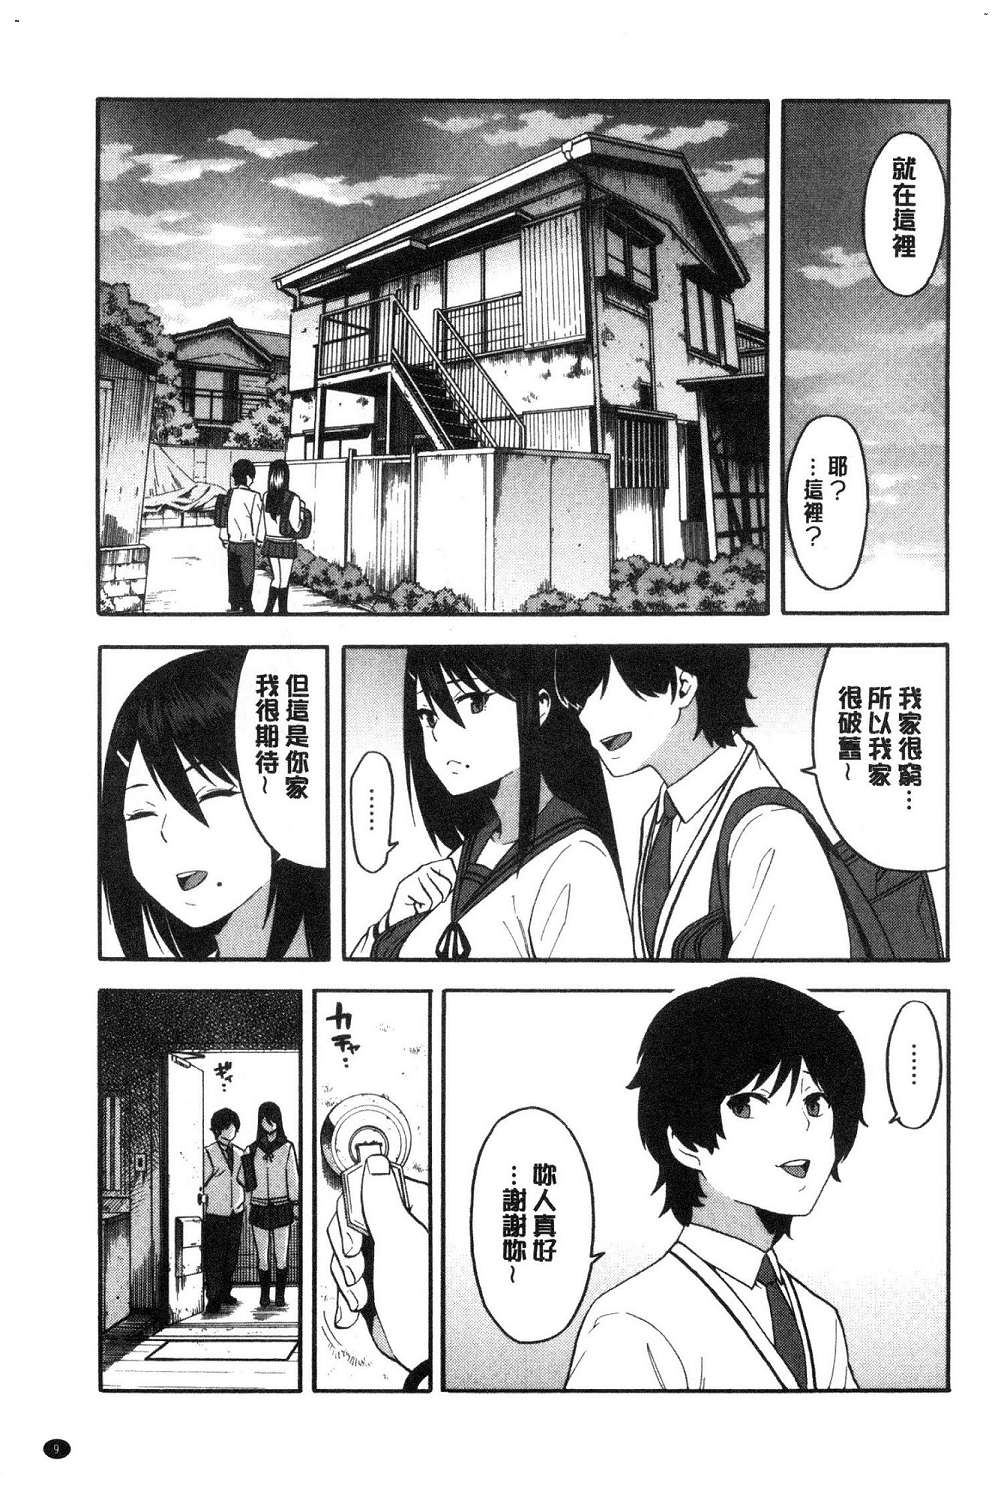 就在這裡
耶?
…這裡?
我家很窮…
所以我家
很破舊~
……
但這是你家
我很期待~
……
妳人真好
…謝謝妳~
カチャ…
ギィ…
9